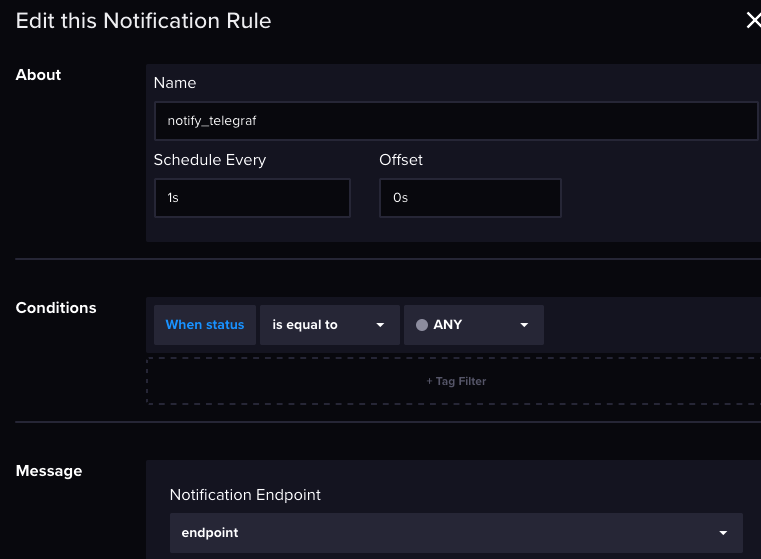 Edit this Notification Rule
About
Name
notify_telegraf
Schedule Every
Offset
1s
0s
Conditions
When status
is equal to
ANY
+ Tag Filter
Message
Notification Endpoint
endpoint